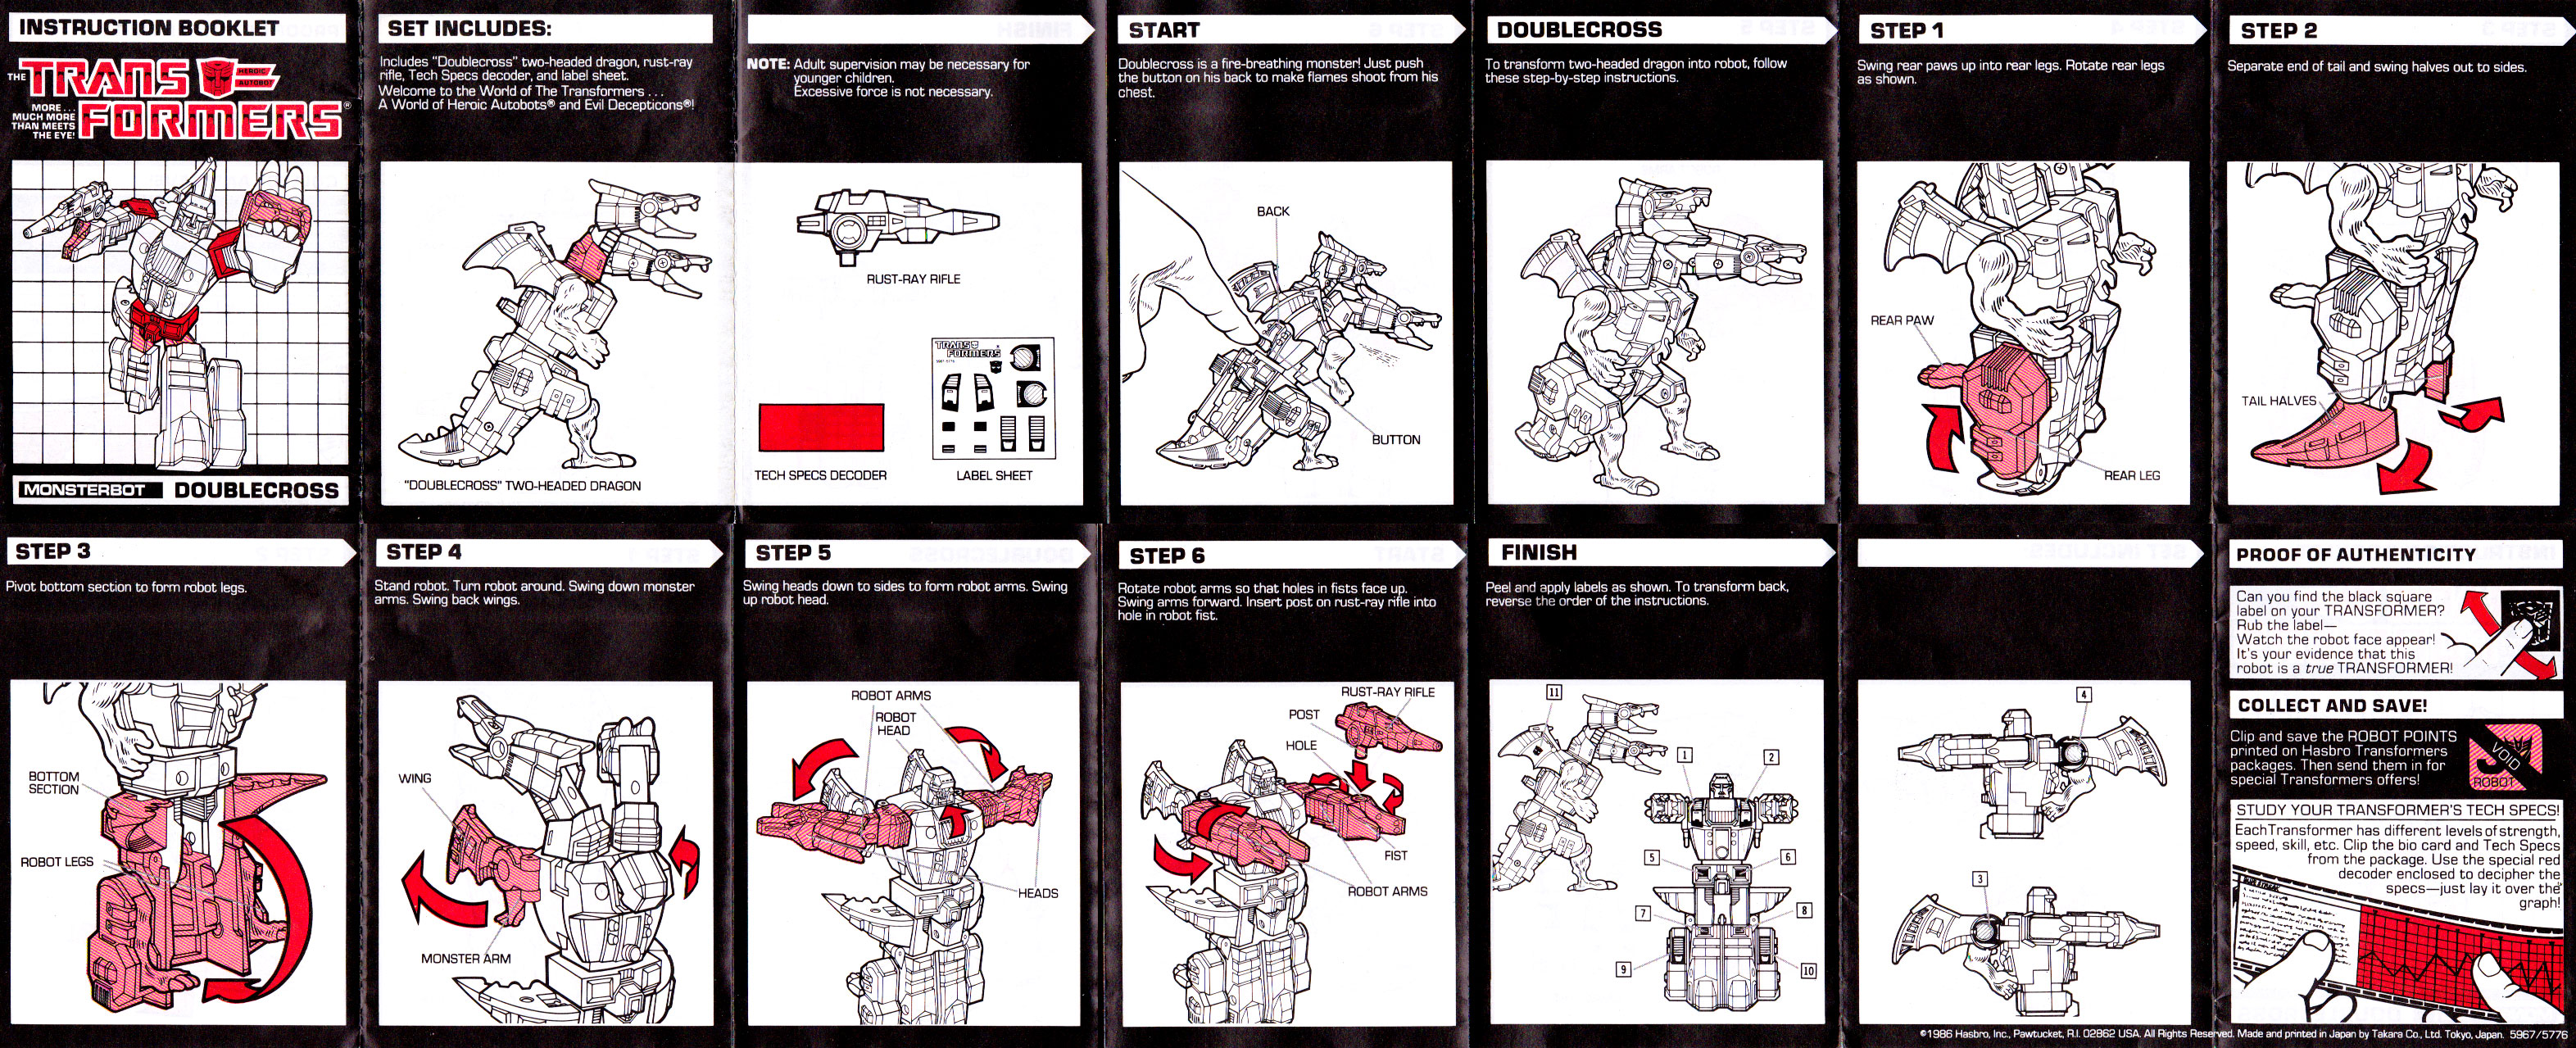 INSTRUCTION BOOKLET
THE TRANSFORMERS®
HEROIC
AUTOBOT
MORE...
MUCH MORE
THAN MEETS
THE EYE!
MONSTERBOT DOUBLECROSS
SET INCLUDES:
Includes "Doublecross" two-headed dragon, rust-ray
rifle, Tech Specs decoder, and label sheet.
Welcome to the World of The Transformers . . .
A World of Heroic Autobots® and Evil Decepticons®!
"DOUBLECROSS" TWO-HEADED DRAGON
NOTE: Adult supervision may be necessary for
younger children.
Excessive force is not necessary.
RUST-RAY RIFLE
TRANSFORMERS
TECH SPECS DECODER
LABEL SHEET
START
Doublecross is a fire-breathing monster! Just push
the button on his back to make flames shoot from his
chest.
BACK
BUTTON
DOUBLECROSS
To transform two-headed dragon into robot, follow
these step-by-step instructions.
STEP 1
Swing rear paws up into rear legs. Rotate rear legs
as shown.
REAR PAW
REAR LEG
STEP 2
Separate end of tail and swing halves out to sides.
TAIL HALVES
STEP 3
Pivot bottom section to form robot legs.
BOTTOM
SECTION
ROBOT LEGS
STEP 4
Stand robot. Turn robot around. Swing down monster
arms. Swing back wings.
WING
MONSTER ARM
STEP 5
Swing heads down to sides to form robot arms. Swing
up robot head.
ROBOT ARMS
ROBOT
HEAD
HEADS
STEP 6
Rotate robot arms so that holes in fists face up.
Swing arms forward. Insert post on rust-ray rifle into
hole in robot fist.
RUST-RAY RIFLE
POST
HOLE
FIST
ROBOT ARMS
FINISH
Peel and apply labels as shown. To transform back,
reverse the order of the instructions.
11
1
2
5
6
7
8
9
10
4
3
PROOF OF AUTHENTICITY
Can you find the black square
label on your TRANSFORMER?
Rub the label—
Watch the robot face appear!
It's your evidence that this
robot is a true TRANSFORMER!
COLLECT AND SAVE!
Clip and save the ROBOT POINTS
printed on Hasbro Transformers
packages. Then send them in for
special Transformers offers!
VOID
ROBOT
STUDY YOUR TRANSFORMER'S TECH SPECS!
Each Transformer has different levels of strength,
speed, skill, etc. Clip the bio card and Tech Specs
from the package. Use the special red
decoder enclosed to decipher the
specs—just lay it over the
graph!
©1986 Hasbro, Inc., Pawtucket, R.I. 02862 USA. All Rights Reserved. Made and printed in Japan by Takara Co., Ltd. Tokyo, Japan. 5967/5776